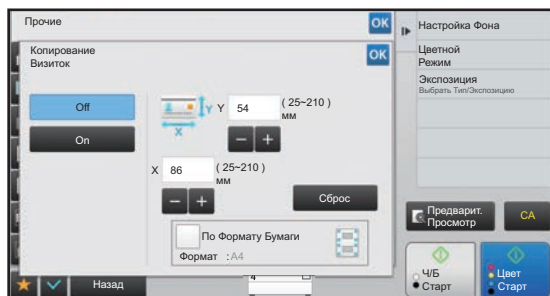 Прочие
OK
Копирование
Визиток
OK
Off
On
Y
Y
54
( 25~210 )
мм
X
X
86
( 25~210 )
мм
Сброс
По Формату Бумаги
Формат : A4
Назад
Настройка Фона
Цветной
Режим
Экспозиция
Выбрать Тип/Экспозицию
Предварит.
Просмотр
CA
Ч/Б
Старт
Цвет
Старт